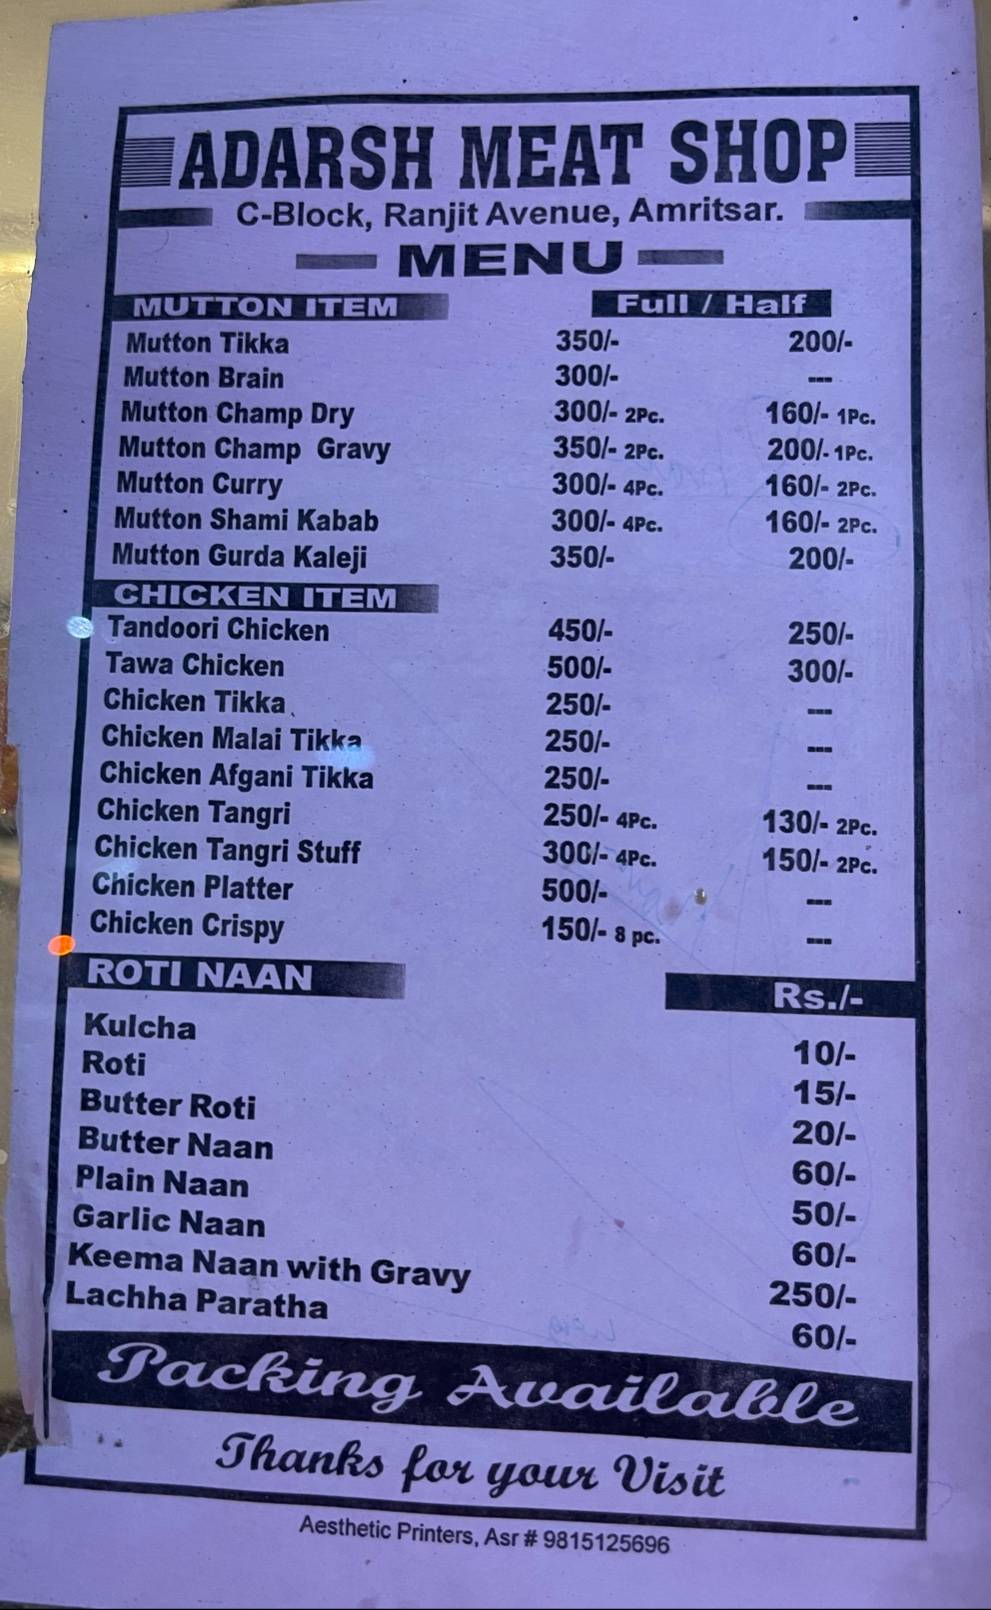 ADARSH MEAT SHOP
C-Block, Ranjit Avenue, Amritsar.
MENU
MUTTON ITEM Full / Half
Mutton Tikka 350/- 200/-
Mutton Brain 300/- ---
Mutton Champ Dry 300/- 2Pc. 160/- 1Pc.
Mutton Champ Gravy 350/- 2Pc. 200/- 1Pc.
Mutton Curry 300/- 4Pc. 160/- 2Pc.
Mutton Shami Kabab 300/- 4Pc. 160/- 2Pc.
Mutton Gurda Kaleji 350/- 200/-
CHICKEN ITEM
Tandoori Chicken 450/- 250/-
Tawa Chicken 500/- 300/-
Chicken Tikka 250/- ---
Chicken Malai Tikka 250/- ---
Chicken Afgani Tikka 250/- ---
Chicken Tangri 250/- 4Pc. 130/- 2Pc.
Chicken Tangri Stuff 300/- 4Pc. 150/- 2Pc.
Chicken Platter 500/- ---
Chicken Crispy 150/- 8 pc. ---
ROTI NAAN Rs./-
Kulcha 10/-
Roti 15/-
Butter Roti 20/-
Butter Naan 60/-
Plain Naan 50/-
Garlic Naan 60/-
Keema Naan with Gravy 250/-
Lachha Paratha 60/-
Packing Available
Thanks for your Visit
Aesthetic Printers, Asr # 9815125696